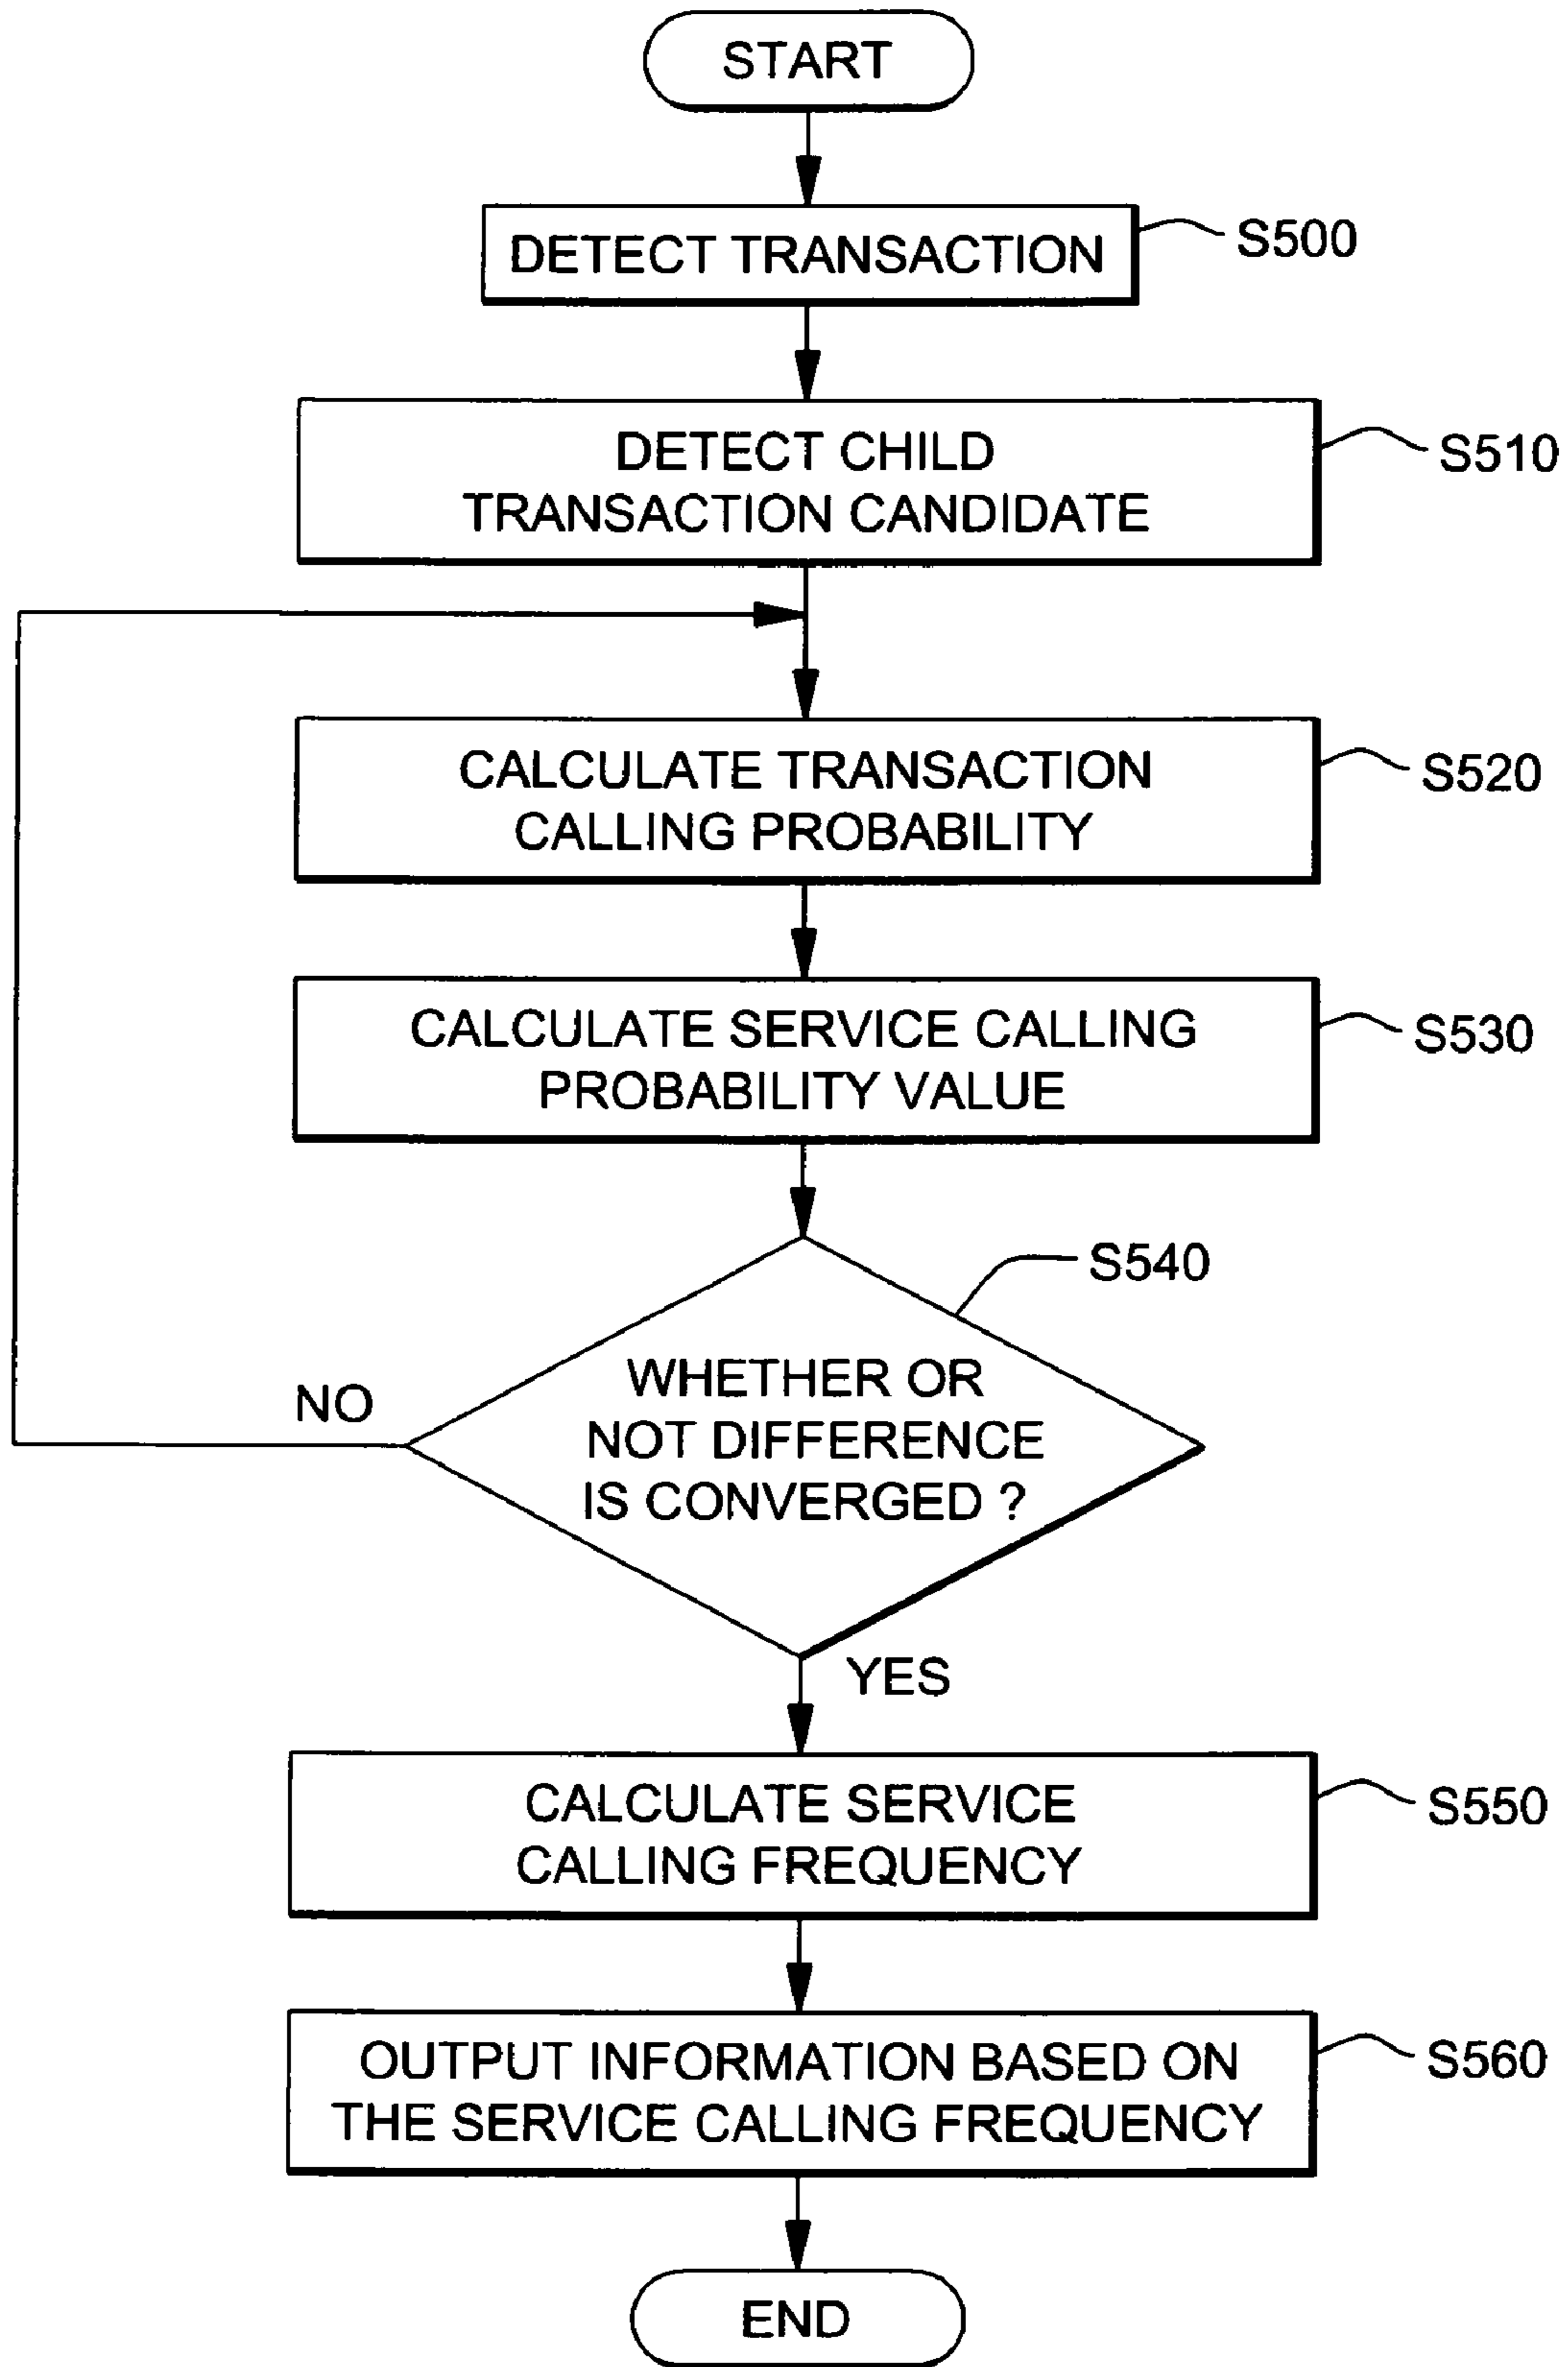 START
DETECT TRANSACTION
S500
DETECT CHILD
TRANSACTION CANDIDATE
S510
CALCULATE TRANSACTION
CALLING PROBABILITY
S520
CALCULATE SERVICE CALLING
PROBABILITY VALUE
S530
S540
WHETHER OR
NOT DIFFERENCE
IS CONVERGED ?
NO
YES
CALCULATE SERVICE
CALLING FREQUENCY
S550
OUTPUT INFORMATION BASED ON
THE SERVICE CALLING FREQUENCY
S560
END